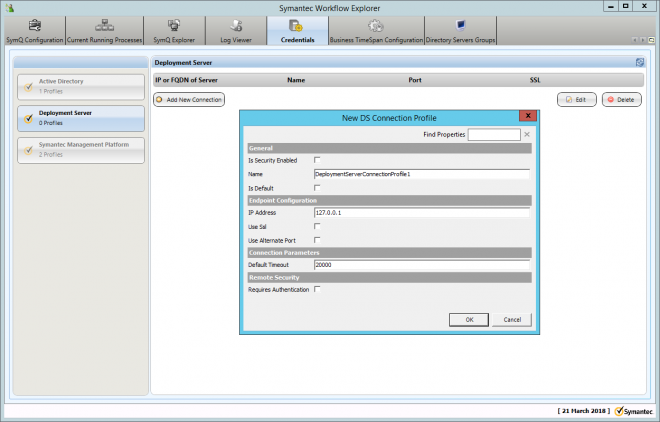 Symantec Workflow Explorer
SymQ Configuration
Current Running Processes
SymQ Explorer
Log Viewer
Credentials
Business TimeSpan Configuration
Directory Servers Groups
Active Directory
1 Profiles
Deployment Server
0 Profiles
Symantec Management Platform
2 Profiles
Deployment Server
IP or FQDN of Server Name Port SSL
Add New Connection Edit Delete
New DS Connection Profile
Find Properties
General
Is Security Enabled
Name DeploymentServerConnectionProfile1
Is Default
Endpoint Configuration
IP Address 127.0.0.1
Use Ssl
Use Alternate Port
Connection Parameters
Default Timeout 20000
Remote Security
Requires Authentication
OK Cancel
[ 21 March 2018 ] Symantec.